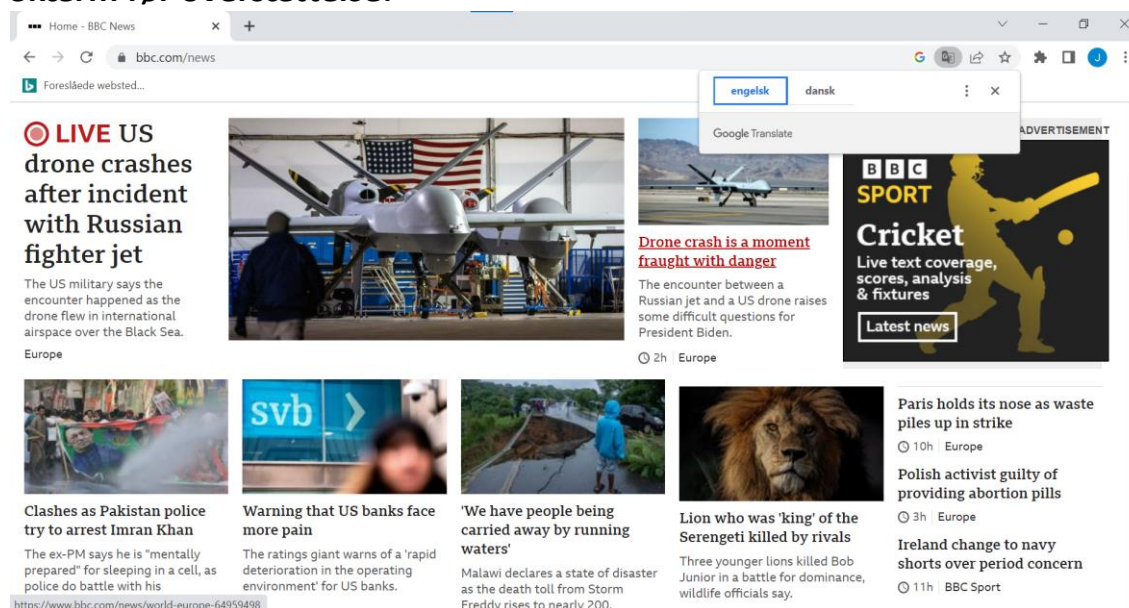 Home - BBC News
bbc.com/news
Foreslåede websted...
engelsk dansk
Google Translate
LIVE US
drone crashes
after incident
with Russian
fighter jet
The US military says the
encounter happened as the
drone flew in international
airspace over the Black Sea.
Europe
Drone crash is a moment
fraught with danger
The encounter between a
Russian jet and a US drone raises
some difficult questions for
President Biden.
2h Europe
ADVERTISEMENT
BBC
SPORT
Cricket
Live text coverage,
scores, analysis
& fixtures
Latest news
svb
Clashes as Pakistan police
try to arrest Imran Khan
The ex-PM says he is "mentally
prepared" for sleeping in a cell, as
police do battle with his
Warning that US banks face
more pain
The ratings giant warns of a 'rapid
deterioration in the operating
environment' for US banks.
'We have people being
carried away by running
waters'
Malawi declares a state of disaster
as the death toll from Storm
Freddy rises to nearly 200.
Lion who was 'king' of the
Serengeti killed by rivals
Three younger lions killed Bob
Junior in a battle for dominance,
wildlife officials say.
Paris holds its nose as waste
piles up in strike
10h Europe
Polish activist guilty of
providing abortion pills
3h Europe
Ireland change to navy
shorts over period concern
11h BBC Sport
https://www.bbc.com/news/world-europe-64959498